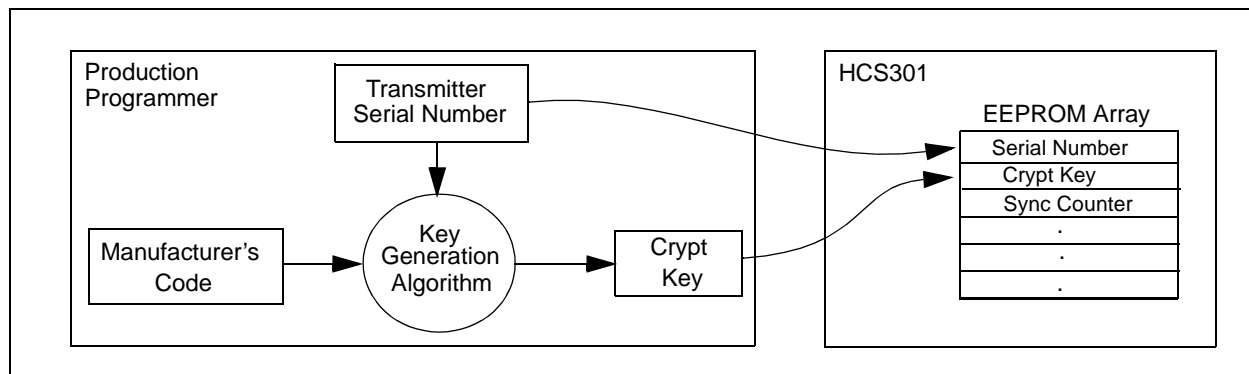 Production
Programmer
Transmitter
Serial Number
Manufacturer's
Code
Key
Generation
Algorithm
Crypt
Key
HCS301
EEPROM Array
Serial Number
Crypt Key
Sync Counter
.
.
.